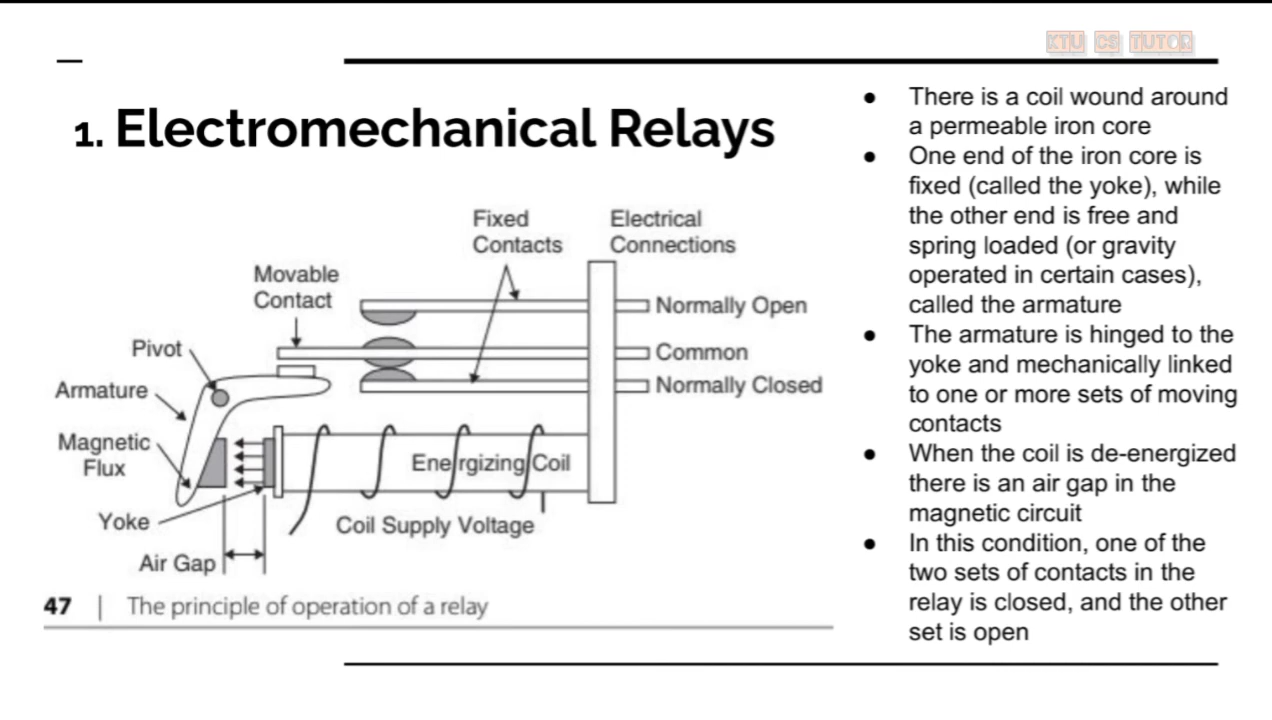 KTU CS TUTOR
1. Electromechanical Relays
Fixed
Contacts
Electrical
Connections
Movable
Contact
Normally Open
Pivot
Common
Armature
Normally Closed
Magnetic
Flux
Energizing Coil
Yoke
Coil Supply Voltage
Air Gap
47 | The principle of operation of a relay
● There is a coil wound around
a permeable iron core
● One end of the iron core is
fixed (called the yoke), while
the other end is free and
spring loaded (or gravity
operated in certain cases),
called the armature
● The armature is hinged to the
yoke and mechanically linked
to one or more sets of moving
contacts
● When the coil is de-energized
there is an air gap in the
magnetic circuit
● In this condition, one of the
two sets of contacts in the
relay is closed, and the other
set is open